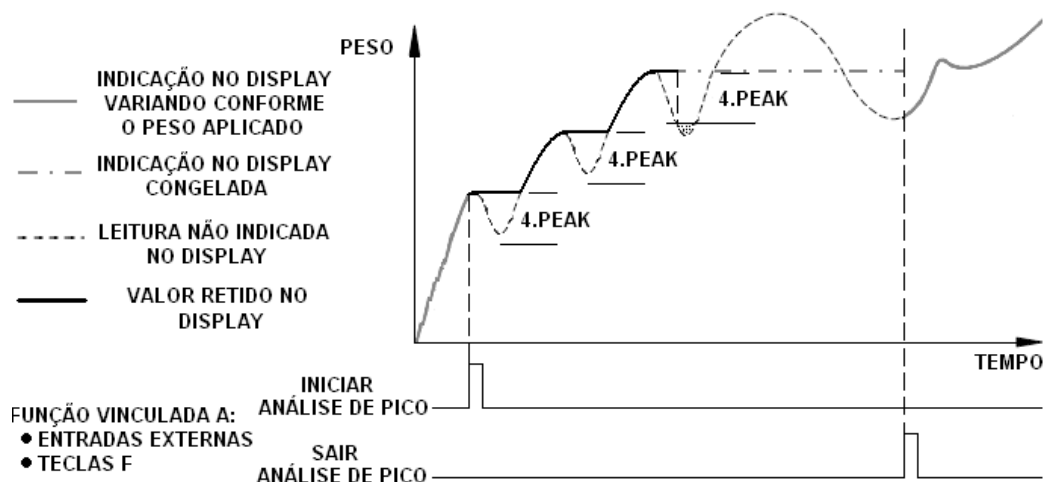 PESO
INDICAÇÃO NO DISPLAY
VARIANDO CONFORME
O PESO APLICADO
INDICAÇÃO NO DISPLAY
CONGELADA
LEITURA NÃO INDICADA
NO DISPLAY
VALOR RETIDO NO
DISPLAY
4.PEAK
4.PEAK
4.PEAK
TEMPO
INICIAR
ANÁLISE DE PICO
FUNÇÃO VINCULADA A:
● ENTRADAS EXTERNAS
● TECLAS F
SAIR
ANÁLISE DE PICO